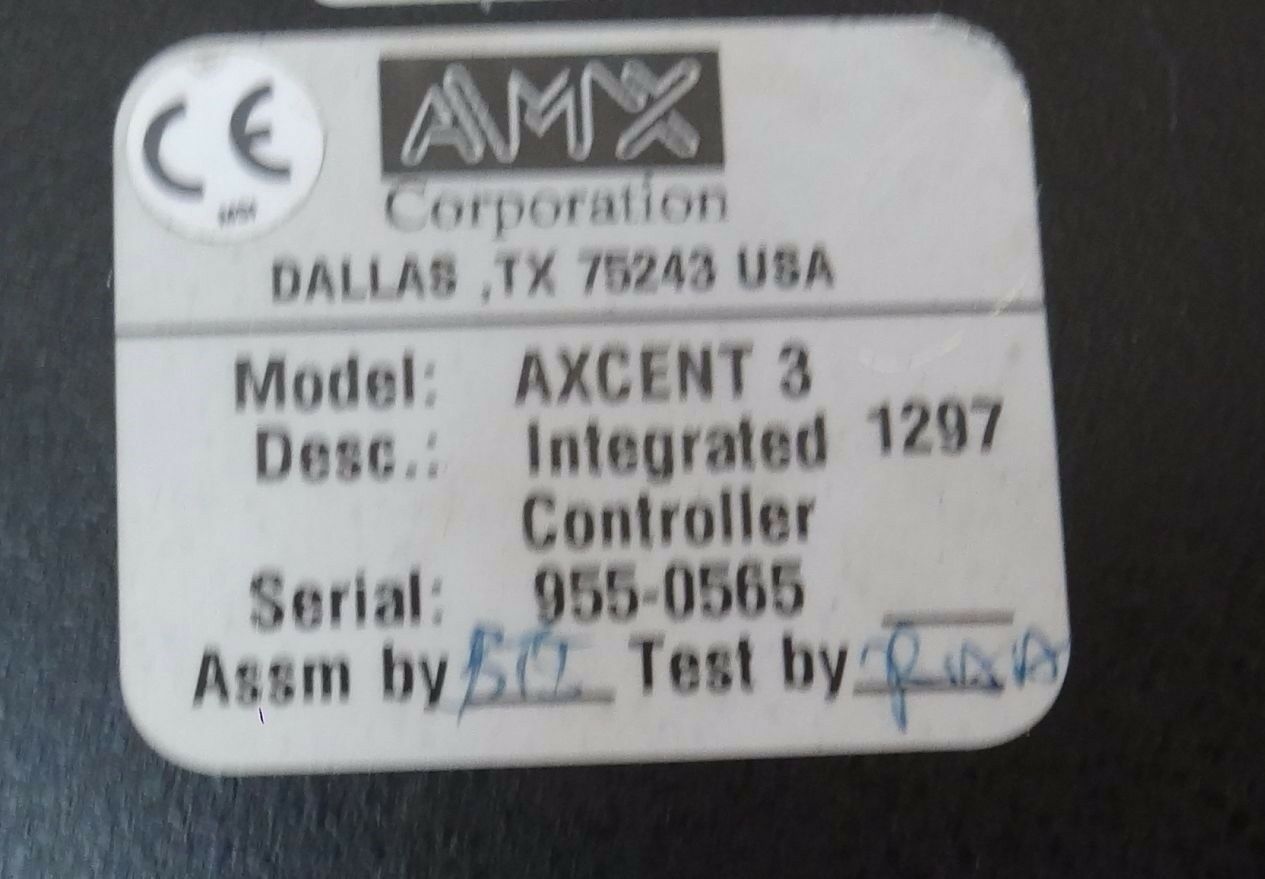 CE
AMX
Corporation
DALLAS ,TX 75243 USA
Model: AXCENT 3
Desc.: Integrated 1297
Controller
Serial: 955-0565
Assm by Test by